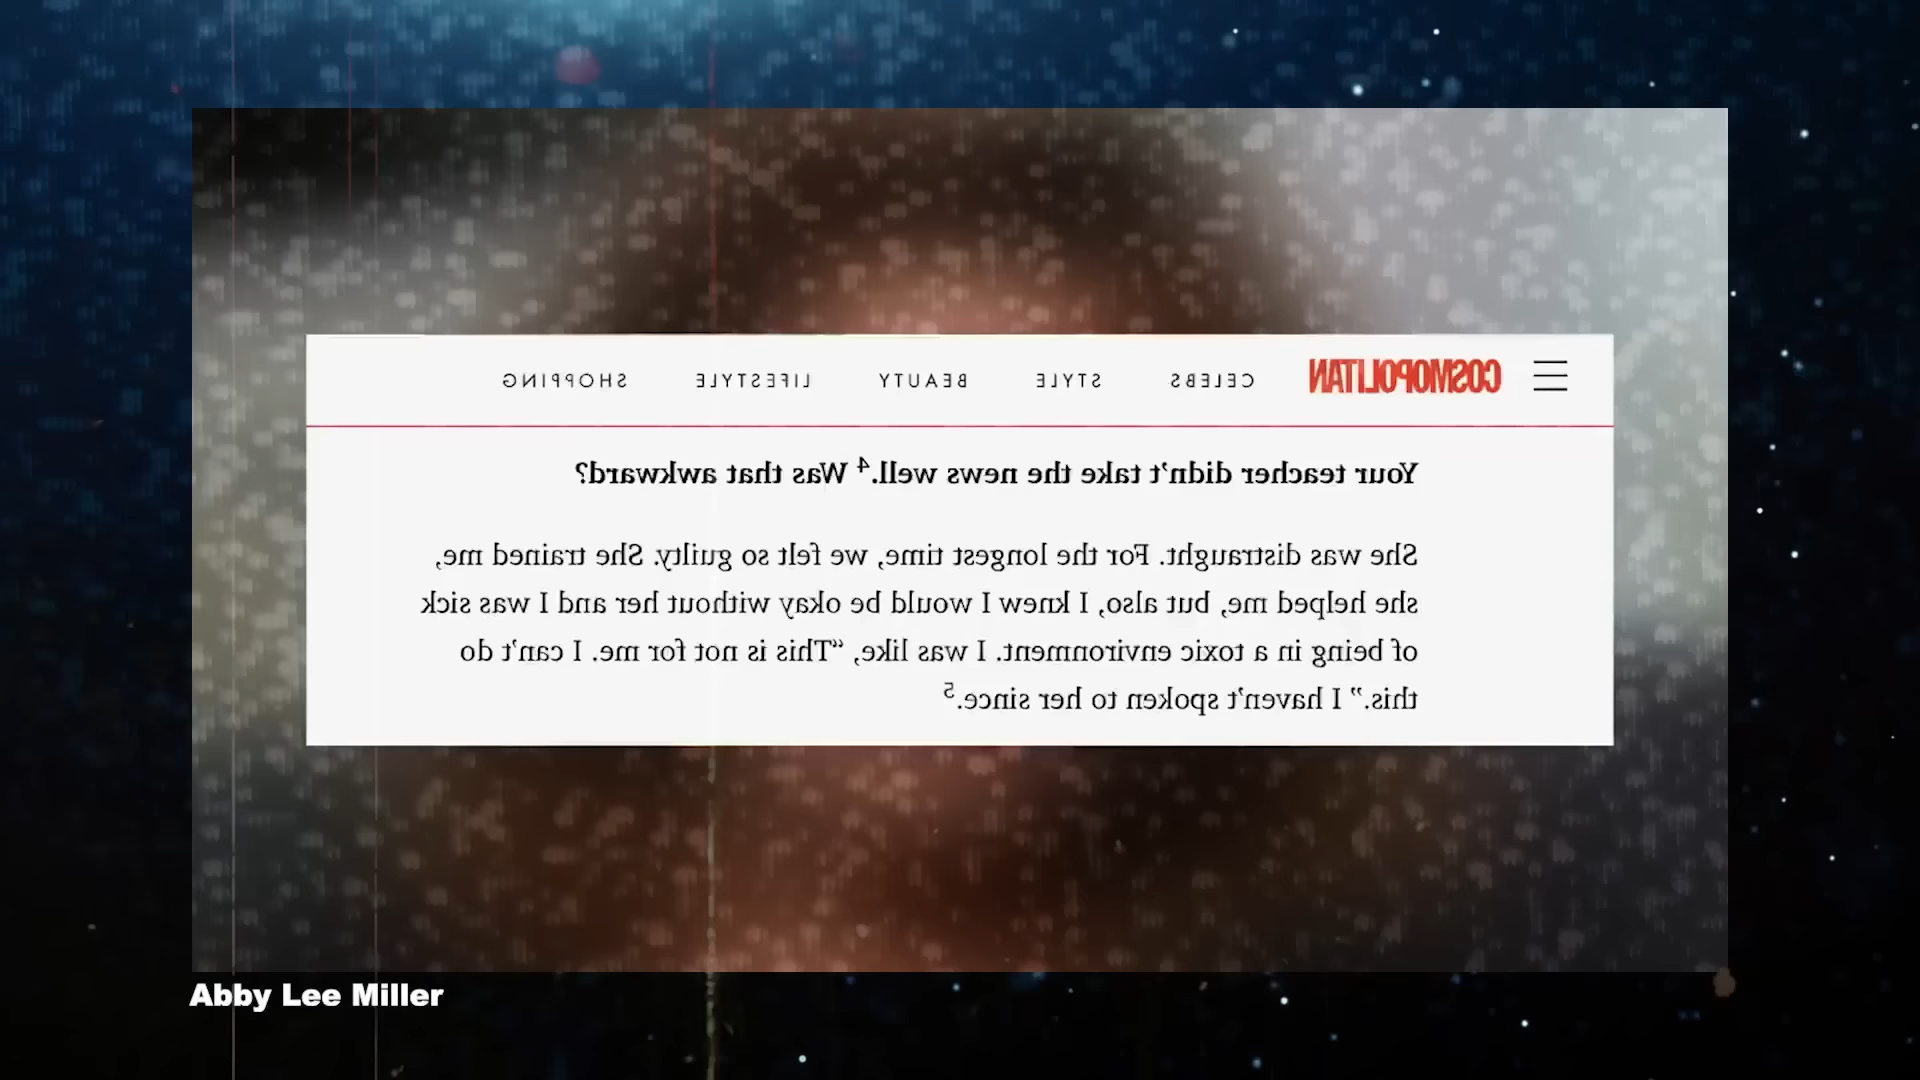 COSMOPOLITAN CELEBS STYLE BEAUTY LIFESTYLE SHOPPING
Your teacher didn't take the news well.⁴ Was that awkward?
She was distraught. For the longest time, we felt so guilty. She trained me,
she helped me, but also, I knew I would be okay without her and I was sick
of being in a toxic environment. I was like, “This is not for me. I can't do
this.” I haven't spoken to her since.⁵
Abby Lee Miller